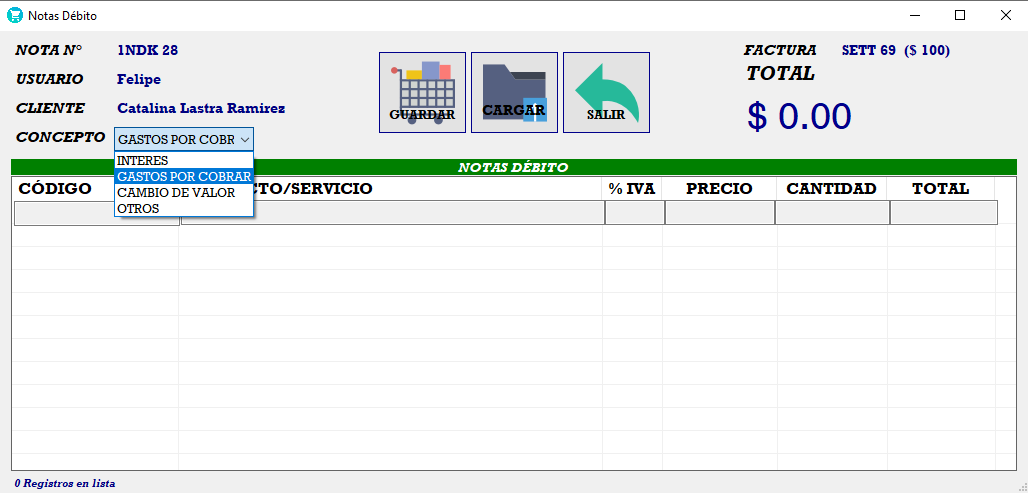 Notas Débito
NOTA N° 1NDK 28
USUARIO Felipe
CLIENTE Catalina Lastra Ramirez
CONCEPTO GASTOS POR COBR
INTERES
GASTOS POR COBRAR
CAMBIO DE VALOR
OTROS
GUARDAR
CARGAR
SALIR
FACTURA SETT 69 ($ 100)
TOTAL
$ 0.00
NOTAS DÉBITO
CÓDIGO CTO/SERVICIO % IVA PRECIO CANTIDAD TOTAL
0 Registros en lista